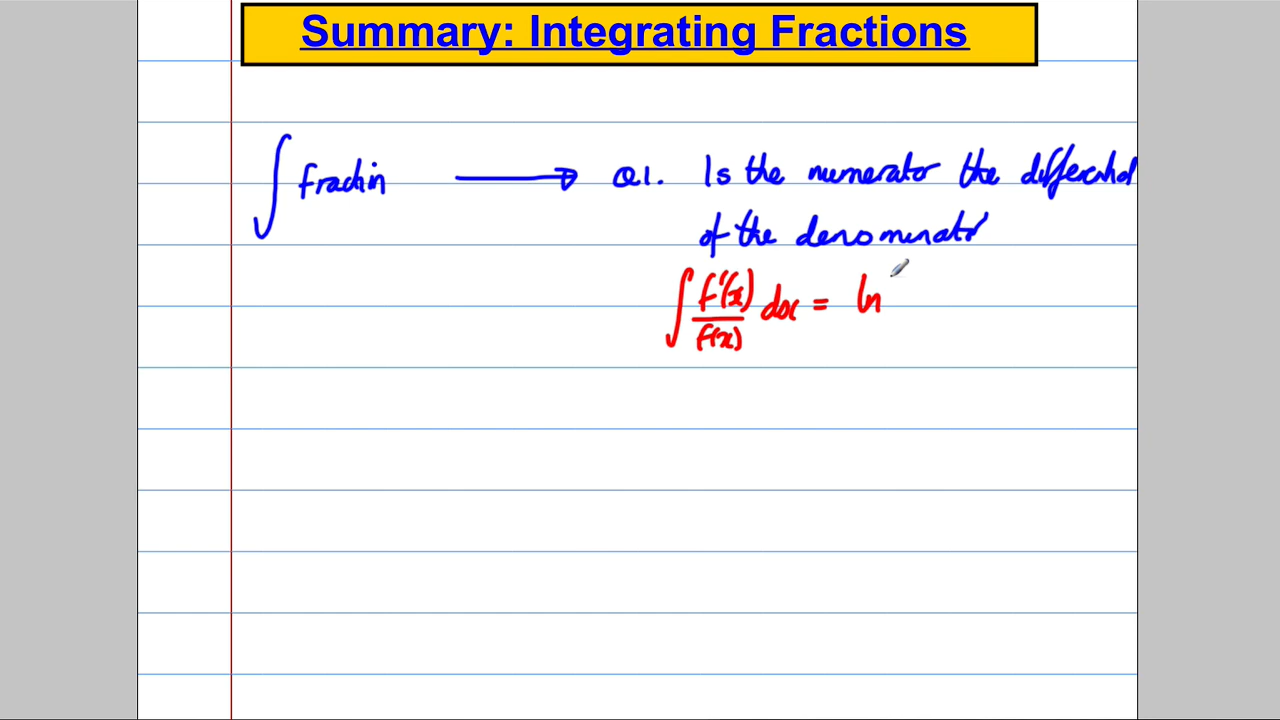 Summary: Integrating Fractions
∫ fraction → Q1. Is the numerator the differential
of the denominator
∫ f'(x)/f(x) dx = ln